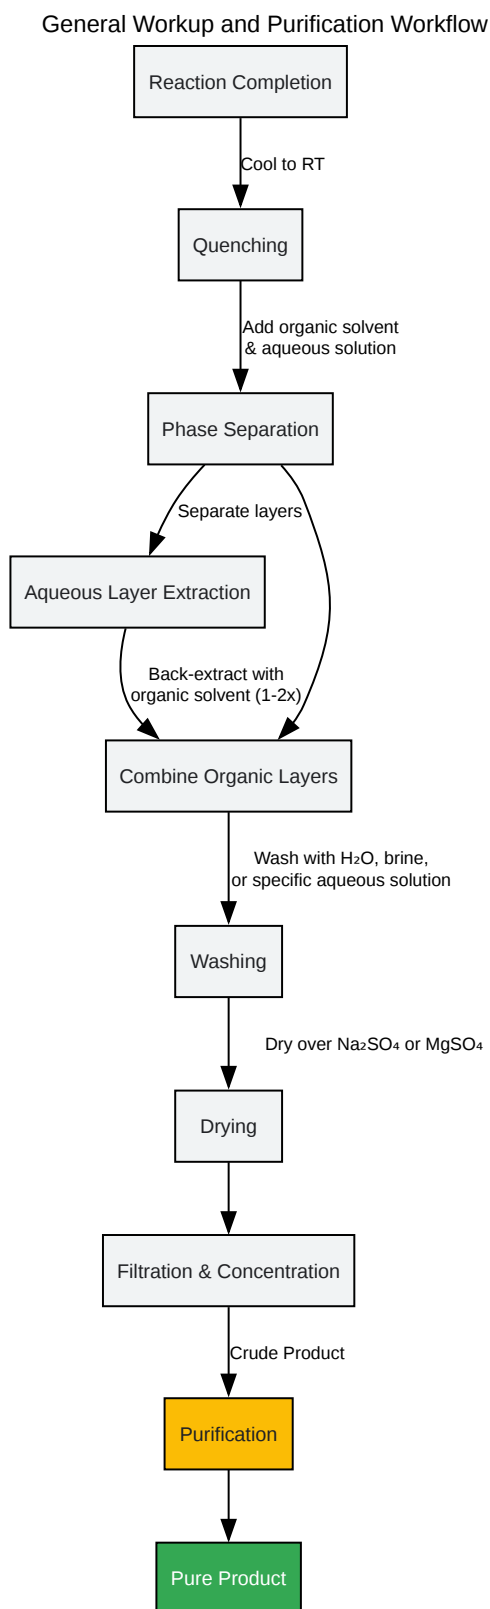 General Workup and Purification Workflow
Reaction Completion
Cool to RT
Quenching
Add organic solvent
& aqueous solution
Phase Separation
Separate layers
Aqueous Layer Extraction
Back-extract with
organic solvent (1-2x)
Combine Organic Layers
Wash with H₂O, brine,
or specific aqueous solution
Washing
Dry over Na₂SO₄ or MgSO₄
Drying
Filtration & Concentration
Crude Product
Purification
Pure Product